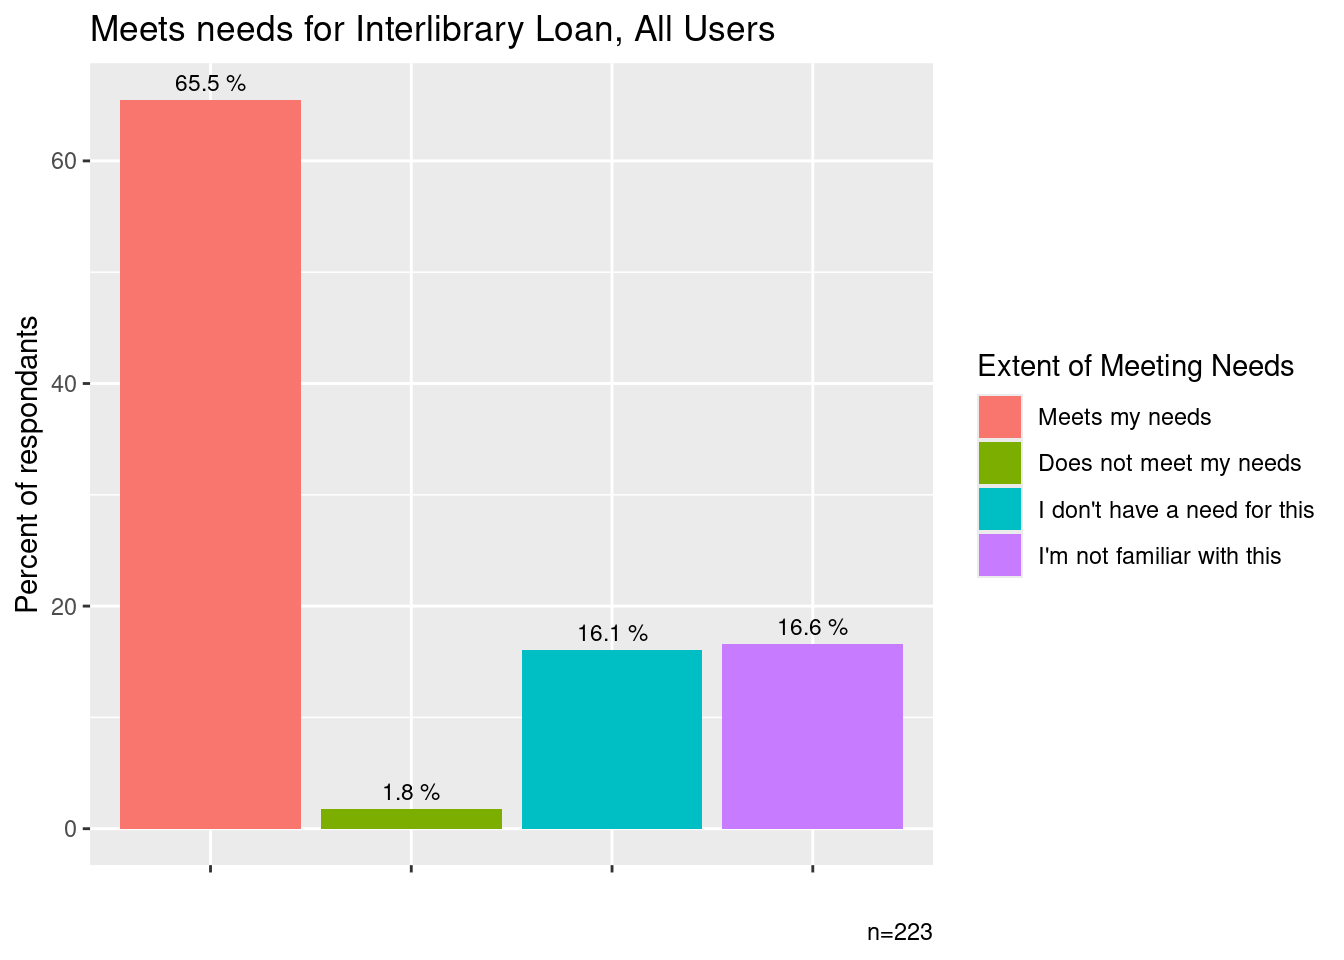 Meets needs for Interlibrary Loan, All Users
65.5 %
1.8 %
16.1 %
16.6 %
60
40
20
0
Percent of respondants
Extent of Meeting Needs
Meets my needs
Does not meet my needs
I don't have a need for this
I'm not familiar with this
n=223